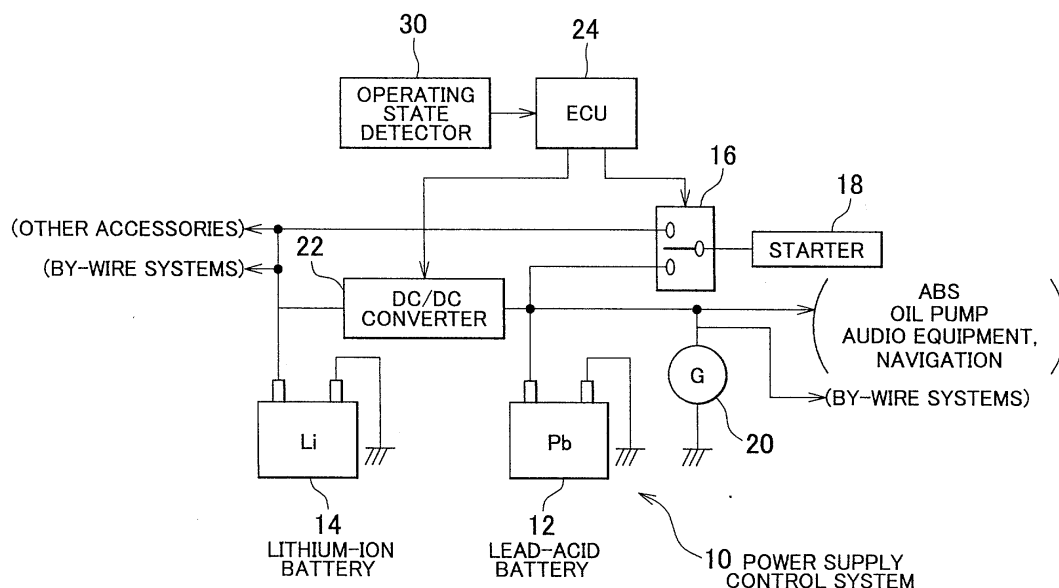 30
24
OPERATING
STATE
DETECTOR
ECU
16
18
(OTHER ACCESSORIES)
STARTER
(BY-WIRE SYSTEMS)
22
DC/DC
CONVERTER
(ABS
OIL PUMP
AUDIO EQUIPMENT,
NAVIGATION)
G
(BY-WIRE SYSTEMS)
20
Li
Pb
14
LITHIUM-ION
BATTERY
12
LEAD-ACID
BATTERY
10 POWER SUPPLY
CONTROL SYSTEM